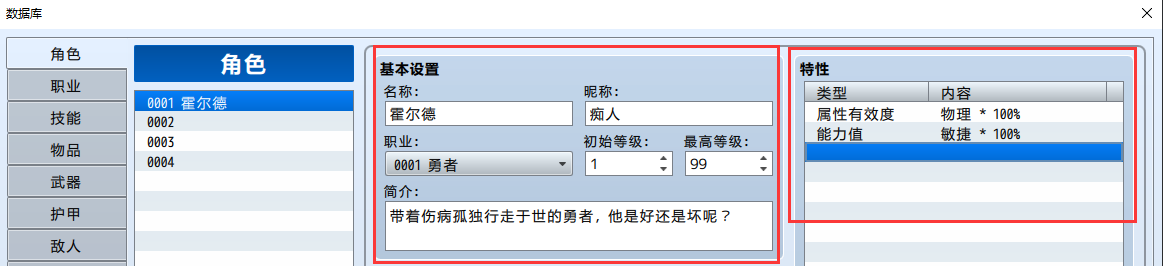 数据库
角色
职业
技能
物品
武器
护甲
敌人
角色
0001 霍尔德
0002
0003
0004
基本设置
名称: 昵称:
霍尔德 痴人
职业: 初始等级: 最高等级:
0001 勇者 1 99
简介:
带着伤病孤独行走于世的勇者，他是好还是坏呢？
特性
类型 内容
属性有效度 物理 * 100%
能力值 敏捷 * 100%